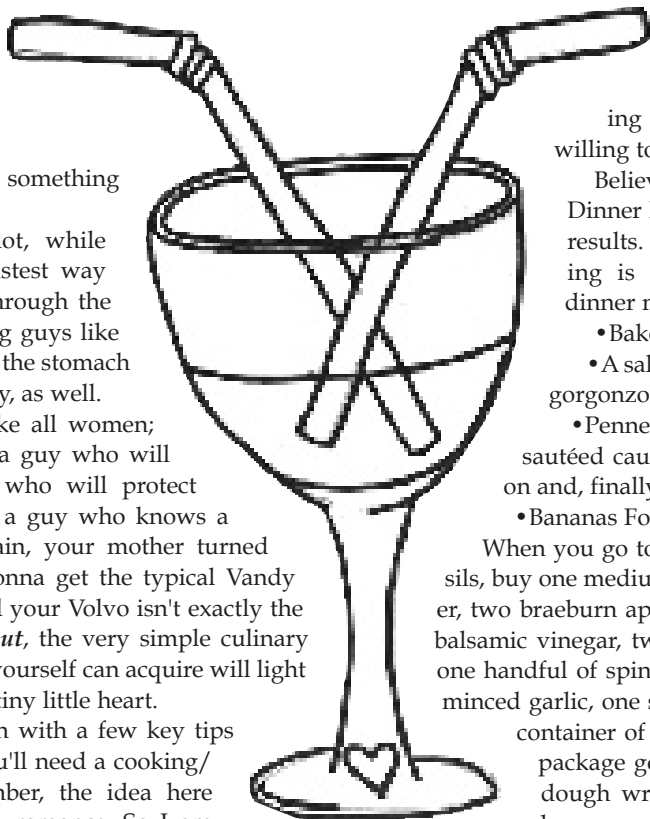 something
ot, while
stest way
hrough the
g guys like
the stomach
y, as well.
ke all women;
a guy who will
who will protect
a guy who knows a
ain, your mother turned
onna get the typical Vandy
d your Volvo isn't exactly the
ut, the very simple culinary
yourself can acquire will light
tiny little heart.
n with a few key tips
u'll need a cooking/
mber, the idea here
romance. So I am
ing
willing to
Believ
Dinner
results.
ing is
dinner
•Bake
•A sal
gorgonzo
•Penne
sautéed cau
on and, finally
•Bananas Fo
When you go to
sils, buy one mediu
er, two braeburn ap
balsamic vinegar, tw
one handful of spin
minced garlic, one s
container of
package go
dough wr